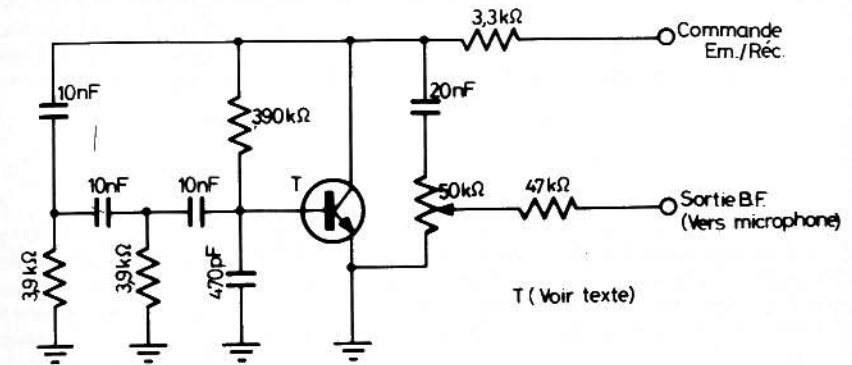 3,3kΩ
Commande
Em./Réc.
10nF
20nF
390kΩ
10nF
10nF
T
50kΩ
47kΩ
Sortie B.F.
(Vers microphone)
3,9kΩ
3,9kΩ
470pF
T (Voir texte)